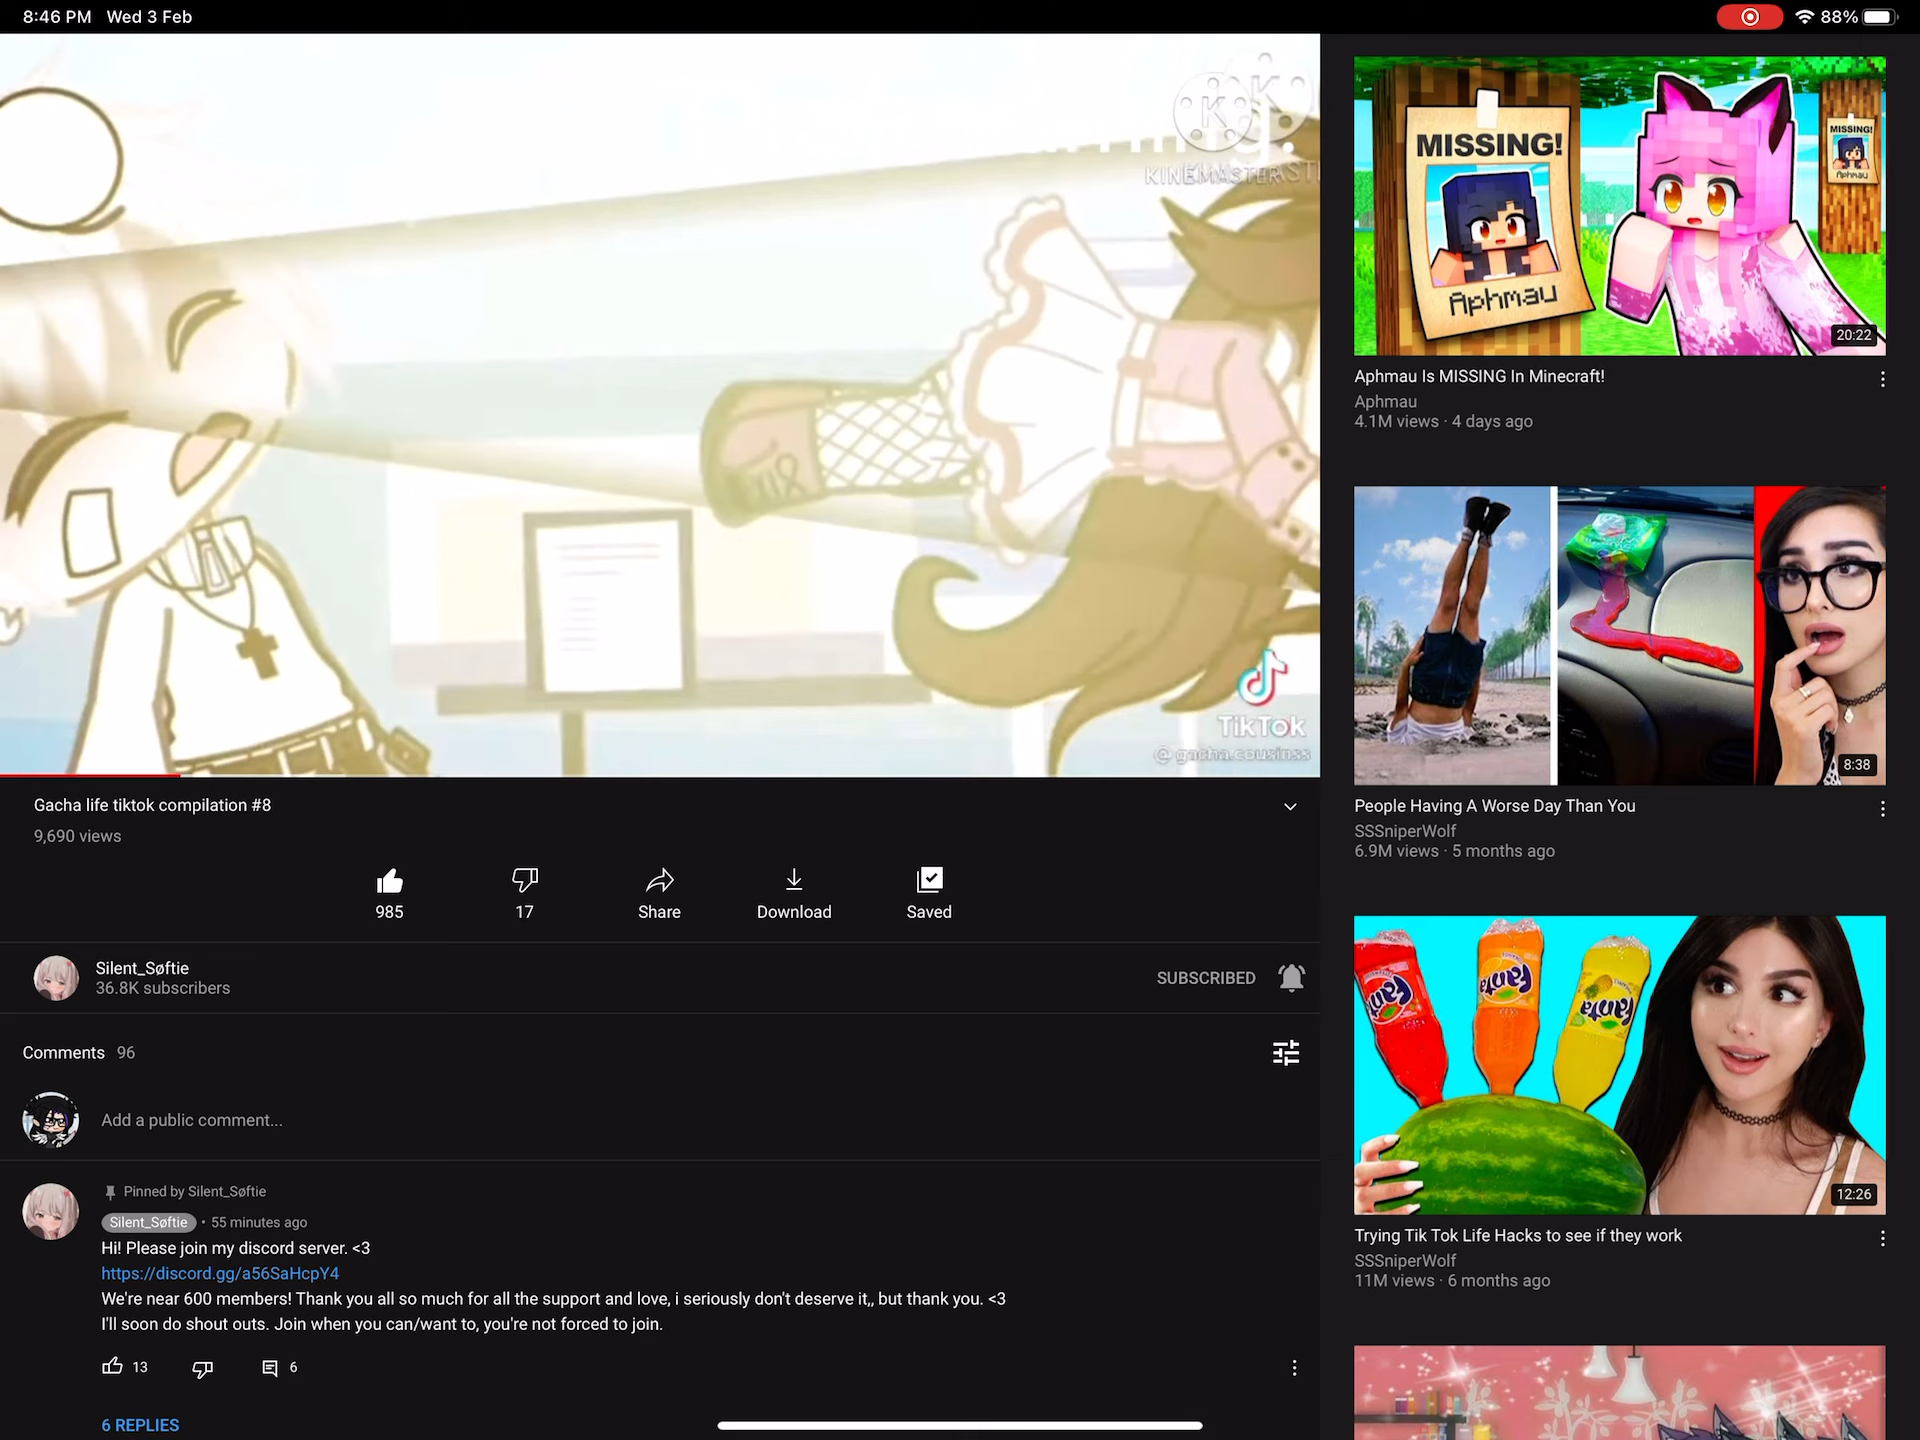 8:46 PM Wed 3 Feb
88%
K
K
KINEMASTER
TikTok
@gacha.cousinss
Gacha life tiktok compilation #8
9,690 views
985
17
Share
Download
Saved
Silent_Søftie
36.8K subscribers
SUBSCRIBED
Comments 96
Add a public comment...
Pinned by Silent_Søftie
Silent_Søftie • 55 minutes ago
Hi! Please join my discord server. <3
https://discord.gg/a56SaHcpY4
We're near 600 members! Thank you all so much for all the support and love, i seriously don't deserve it,, but thank you. <3
I'll soon do shout outs. Join when you can/want to, you're not forced to join.
13
6
6 REPLIES
MISSING!
Aphmau
MISSING!
Aphmau
20:22
Aphmau Is MISSING In Minecraft!
Aphmau
4.1M views · 4 days ago
8:38
People Having A Worse Day Than You
SSSniperWolf
6.9M views · 5 months ago
Fanta
Fanta
Fanta
12:26
Trying Tik Tok Life Hacks to see if they work
SSSniperWolf
11M views · 6 months ago